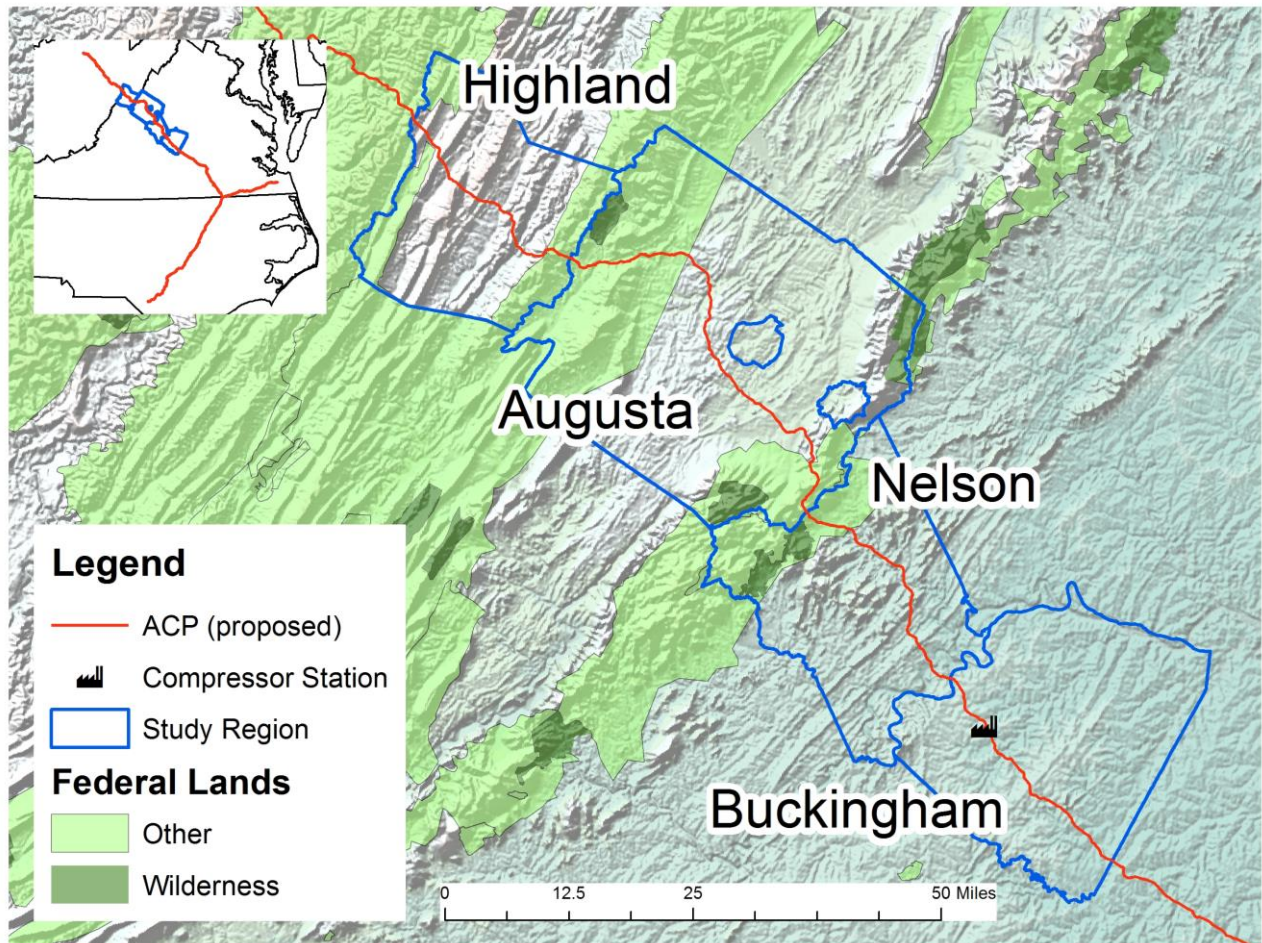 Highland
Augusta
Nelson
Buckingham
Legend
ACP (proposed)
Compressor Station
Study Region
Federal Lands
Other
Wilderness
0 12.5 25 50 Miles